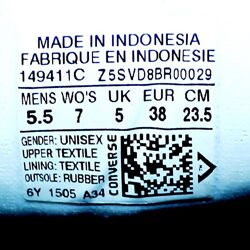 MADE IN INDONESIA
FABRIQUE EN INDONESIE
149411C Z5SVD8BR00029
MENS WO'S UK EUR CM
5.5 7 5 38 23.5
GENDER: UNISEX
UPPER: TEXTILE
LINING: TEXTILE
OUTSOLE: RUBBER
6Y 1505 A34
CONVERSE